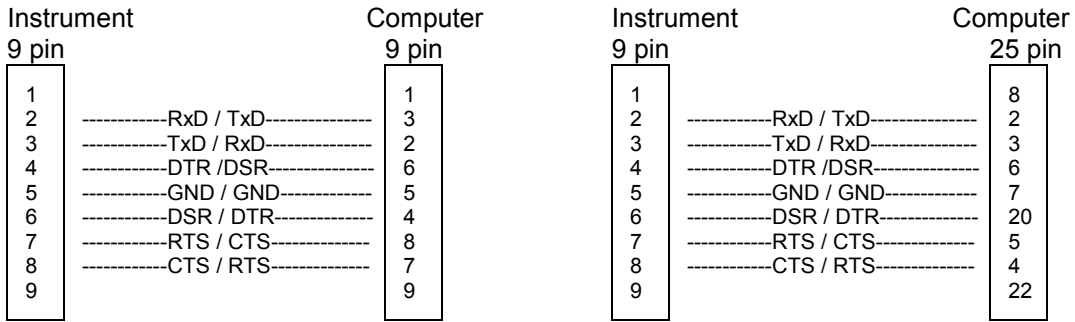 Instrument Computer
9 pin 9 pin
1 1
2 ------------RxD / TxD--------------- 3
3 ------------TxD / RxD--------------- 2
4 ------------DTR /DSR--------------- 6
5 ------------GND / GND------------- 5
6 ------------DSR / DTR-------------- 4
7 ------------RTS / CTS-------------- 8
8 ------------CTS / RTS-------------- 7
9 9
Instrument Computer
9 pin 25 pin
1 8
2 ------------RxD / TxD--------------- 2
3 ------------TxD / RxD--------------- 3
4 ------------DTR /DSR--------------- 6
5 ------------GND / GND------------- 7
6 ------------DSR / DTR-------------- 20
7 ------------RTS / CTS-------------- 5
8 ------------CTS / RTS-------------- 4
9 22